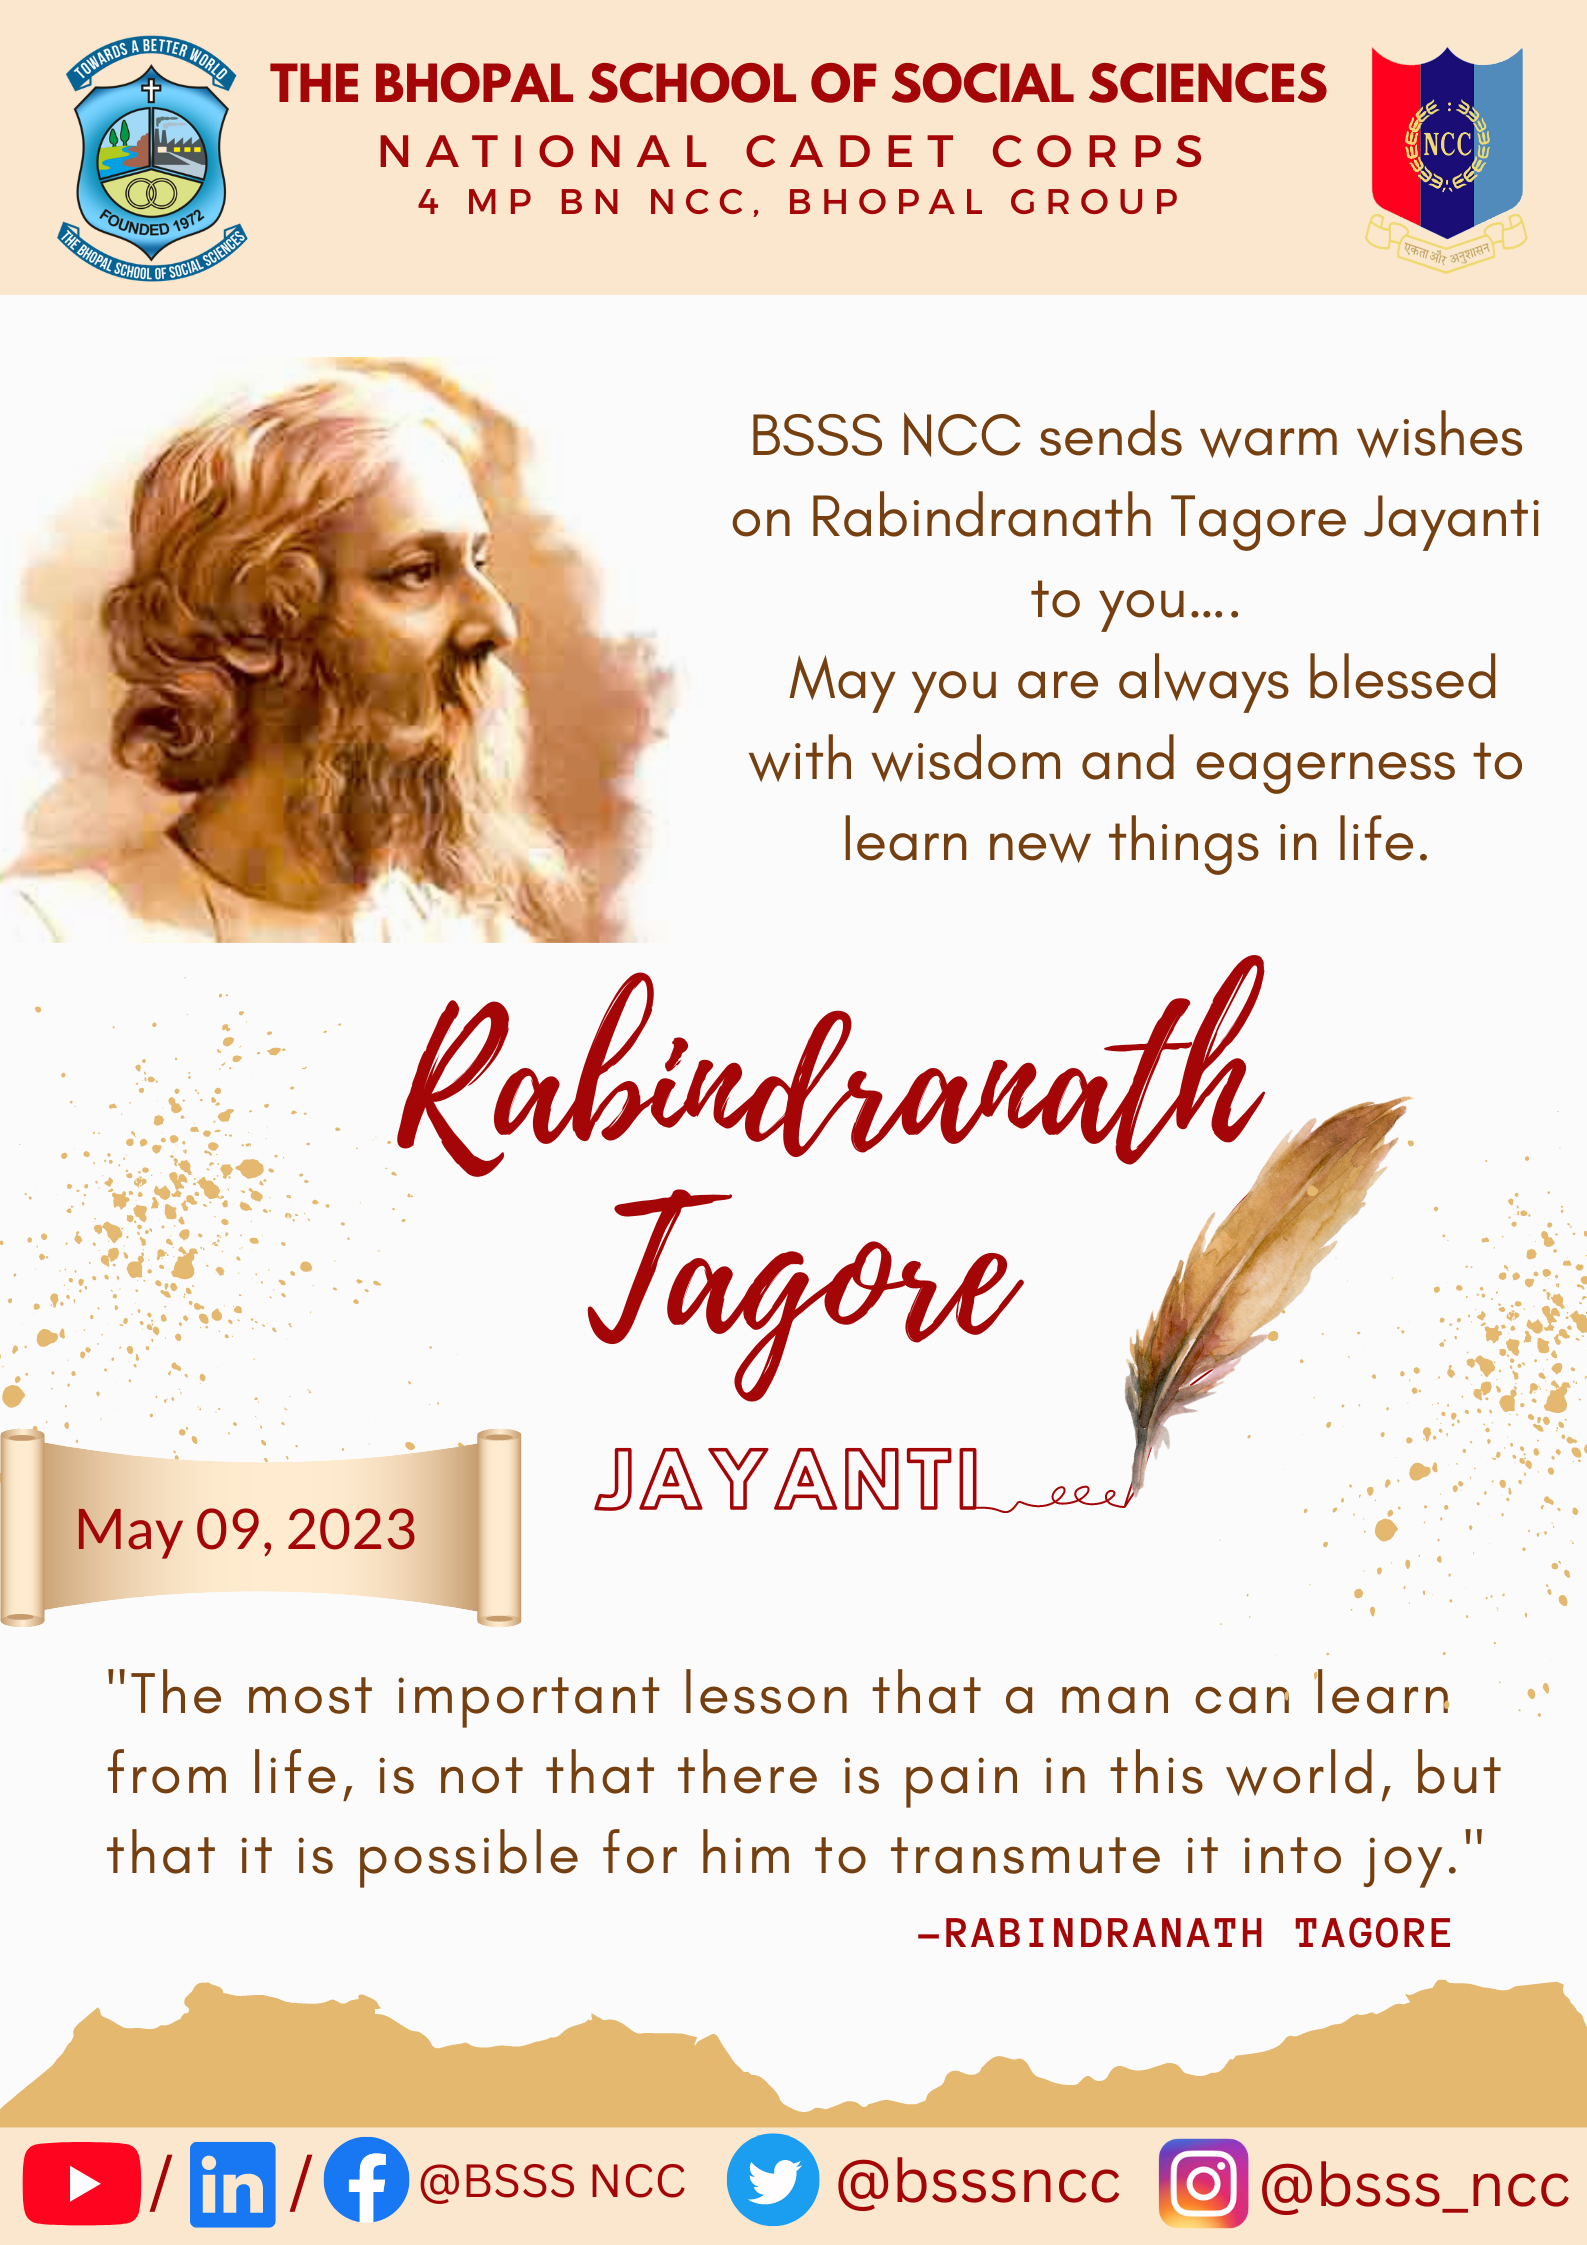 TOWARDS A BETTER WORLD
FOUNDED 1972
THE BHOPAL SCHOOL OF SOCIAL SCIENCES
THE BHOPAL SCHOOL OF SOCIAL SCIENCES
NATIONAL CADET CORPS
4 MP BN NCC, BHOPAL GROUP
NCC
एकता और अनुशासन
BSSS NCC sends warm wishes
on Rabindranath Tagore Jayanti
to you....
May you are always blessed
with wisdom and eagerness to
learn new things in life.
Rabindranath
Tagore
JAYANTI
May 09, 2023
"The most important lesson that a man can learn
from life, is not that there is pain in this world, but
that it is possible for him to transmute it into joy."
–RABINDRANATH TAGORE
/ in / @BSSS NCC @bsssncc @bsss_ncc